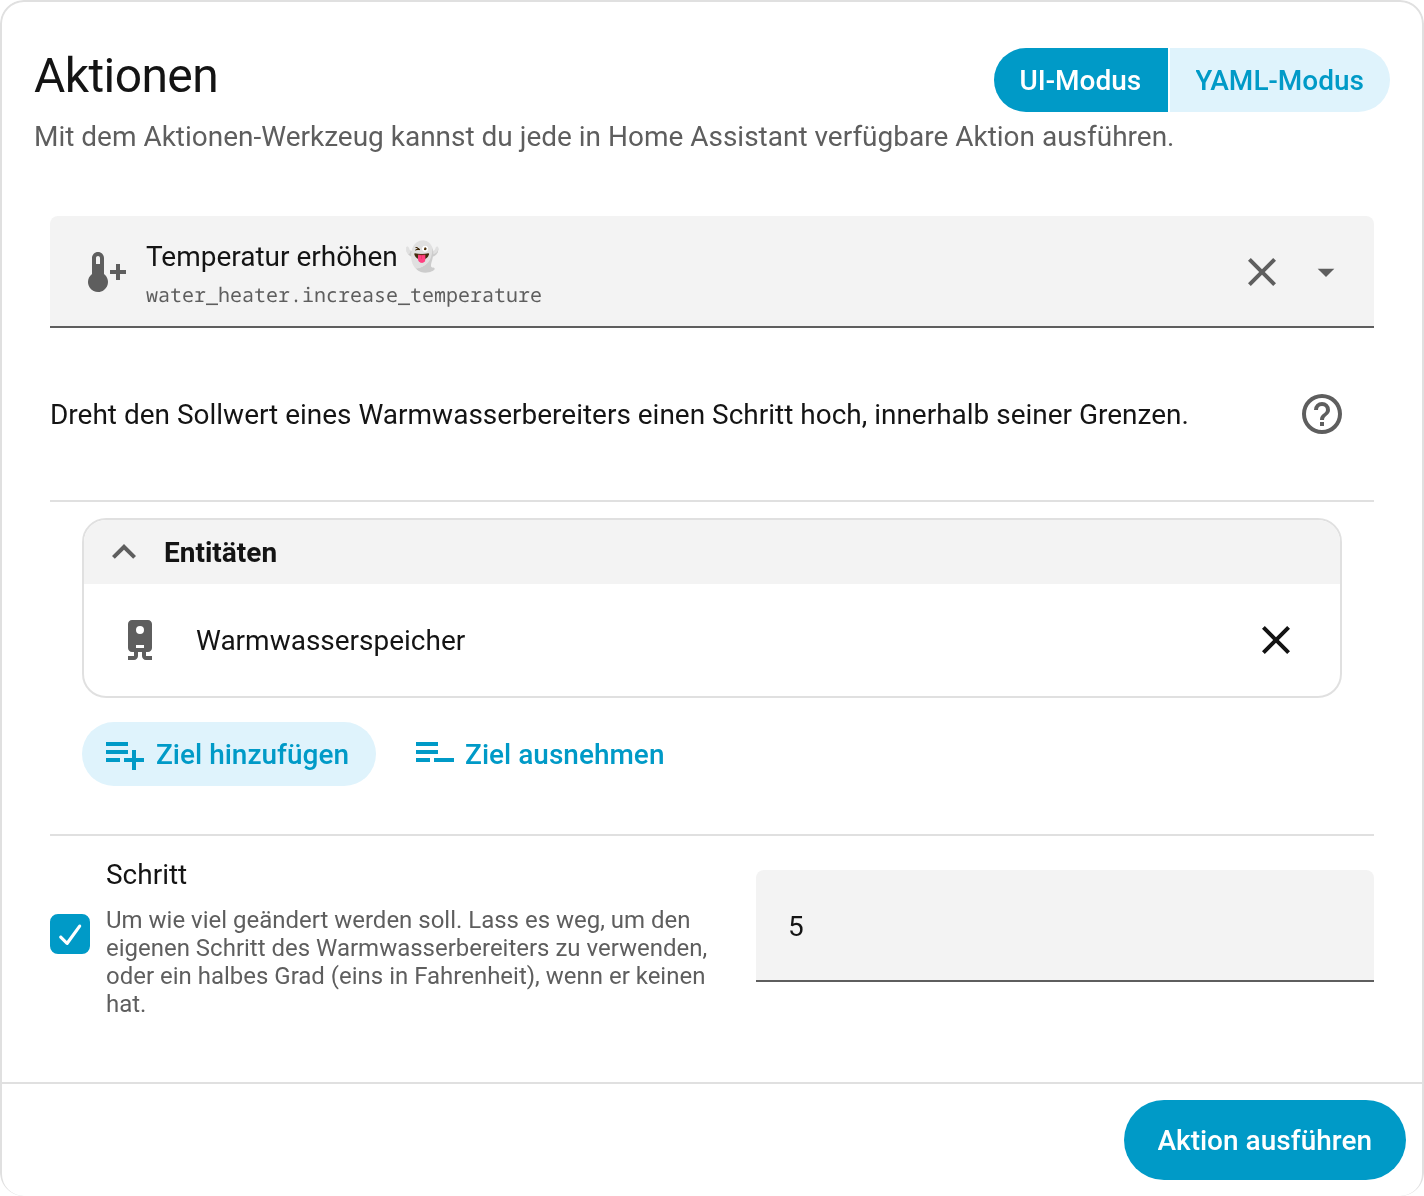 Aktionen
UI-Modus
YAML-Modus
Mit dem Aktionen-Werkzeug kannst du jede in Home Assistant verfügbare Aktion ausführen.
Temperatur erhöhen 👻
water_heater.increase_temperature
Dreht den Sollwert eines Warmwasserbereiters einen Schritt hoch, innerhalb seiner Grenzen.
Entitäten
Warmwasserspeicher
Ziel hinzufügen
Ziel ausnehmen
Schritt
Um wie viel geändert werden soll. Lass es weg, um den
eigenen Schritt des Warmwasserbereiters zu verwenden,
oder ein halbes Grad (eins in Fahrenheit), wenn er keinen
hat.
5
Aktion ausführen